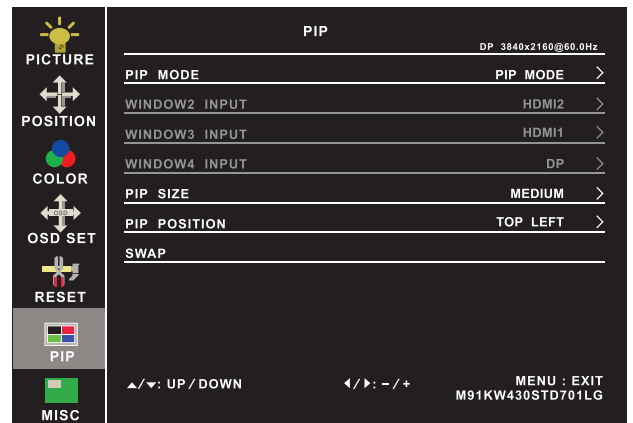 PIP
DP 3840x2160@60.0Hz
PICTURE
POSITION
COLOR
OSD
OSD SET
RESET
PIP
MISC
PIP MODE PIP MODE >
WINDOW2 INPUT HDMI2 >
WINDOW3 INPUT HDMI1 >
WINDOW4 INPUT DP >
PIP SIZE MEDIUM >
PIP POSITION TOP LEFT >
SWAP
▲/▼: UP/DOWN ◀/▶: -/+ MENU : EXIT
M91KW430STD701LG